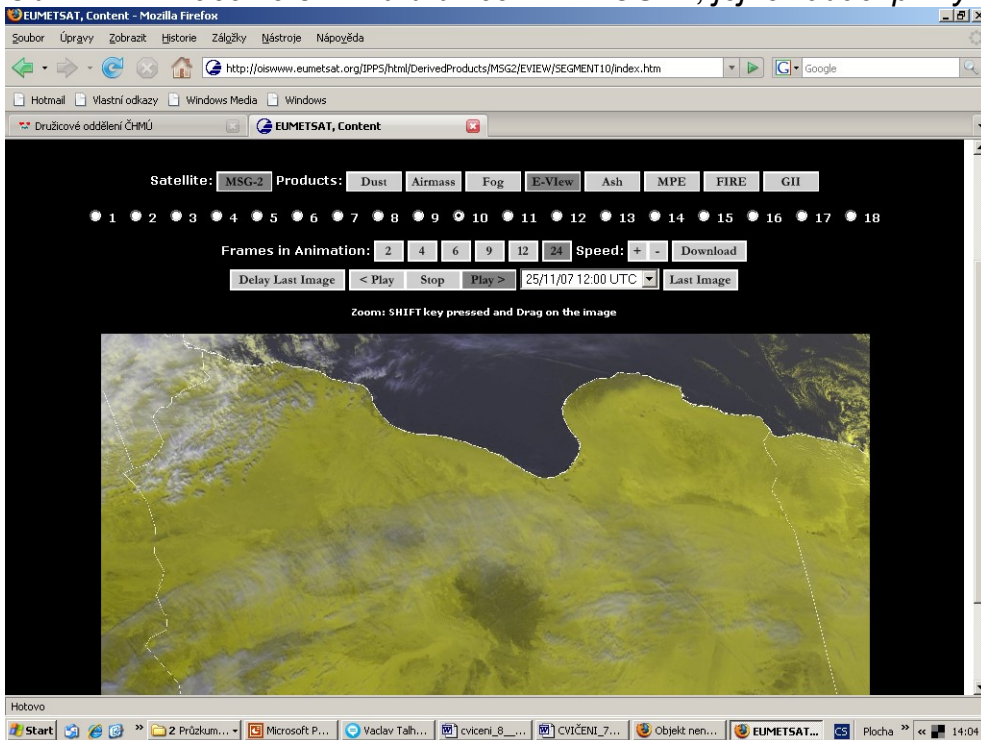 EUMETSAT, Content - Mozilla Firefox
Soubor Úpravy Zobrazit Historie Záložky Nástroje Nápověda
http://oiswww.eumetsat.org/IPPS/html/DerivedProducts/MSG2/EVIEW/SEGMENT10/index.htm Google
Hotmail Vlastní odkazy Windows Media Windows
Družicové oddělení ČHMÚ EUMETSAT, Content
Satellite: MSG-2 Products: Dust Airmass Fog E-VIew Ash MPE FIRE GII
1 2 3 4 5 6 7 8 9 10 11 12 13 14 15 16 17 18
Frames in Animation: 2 4 6 9 12 24 Speed: + - Download
Delay Last Image < Play Stop Play > 25/11/07 12:00 UTC Last Image
Zoom: SHIFT key pressed and Drag on the image
Hotovo
Start » 2 Průzkum... Microsoft P... Vaclav Talh... cviceni_8__... CVIČENI_7... Objekt nen... EUMETSAT... CS Plocha » « 14:04